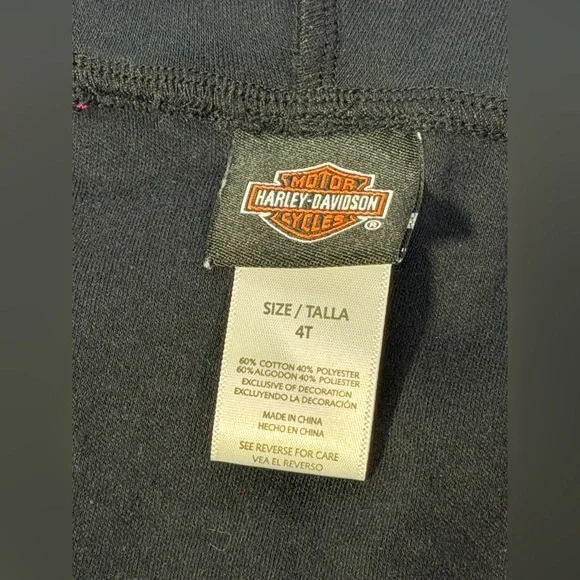 MOTOR
HARLEY-DAVIDSON
CYCLES
®
SIZE / TALLA
4T
60% COTTON 40% POLYESTER
60% ALGODON 40% POLIESTER
EXCLUSIVE OF DECORATION
EXCLUYENDO LA DECORACIÓN
MADE IN CHINA
HECHO EN CHINA
SEE REVERSE FOR CARE
VEA EL REVERSO